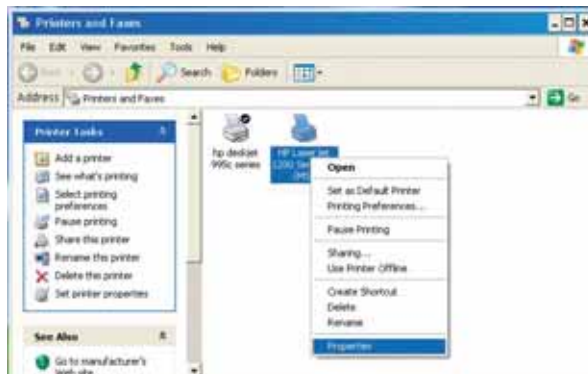 Printers and Faxes
File Edit View Favorites Tools Help
Search Folders
Address Printers and Faxes Go
Printer Tasks
Add a printer
See what's printing
Select printing
preferences
Pause printing
Share this printer
Rename this printer
Delete this printer
Set printer properties
See Also
Go to manufacturer's
Web site
hp deskjet
995c series
HP LaserJet
1200
Open
Set as Default Printer
Printing Preferences...
Pause Printing
Sharing...
Use Printer Offline
Create Shortcut
Delete
Rename
Properties